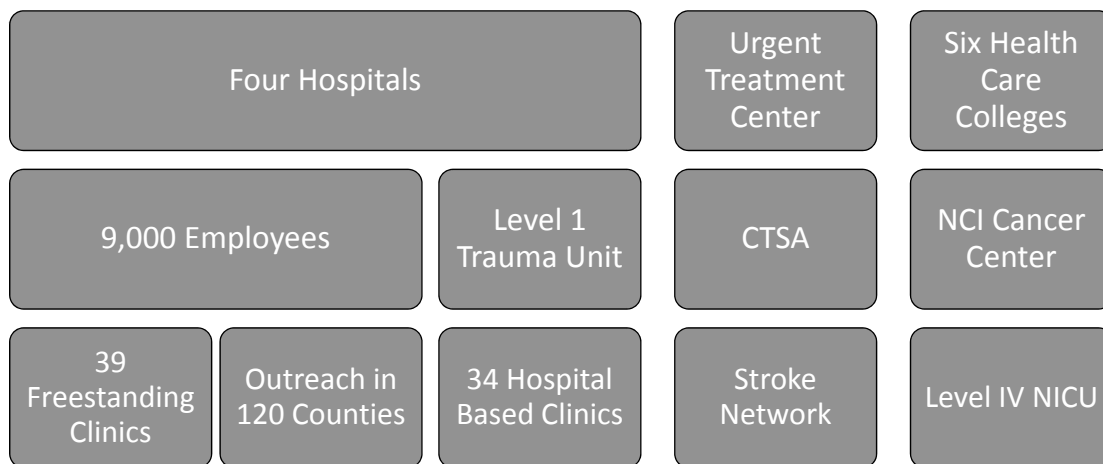 Four Hospitals
Urgent
Treatment
Center
Six Health
Care
Colleges
9,000 Employees
Level 1
Trauma Unit
CTSA
NCI Cancer
Center
39
Freestanding
Clinics
Outreach in
120 Counties
34 Hospital
Based Clinics
Stroke
Network
Level IV NICU